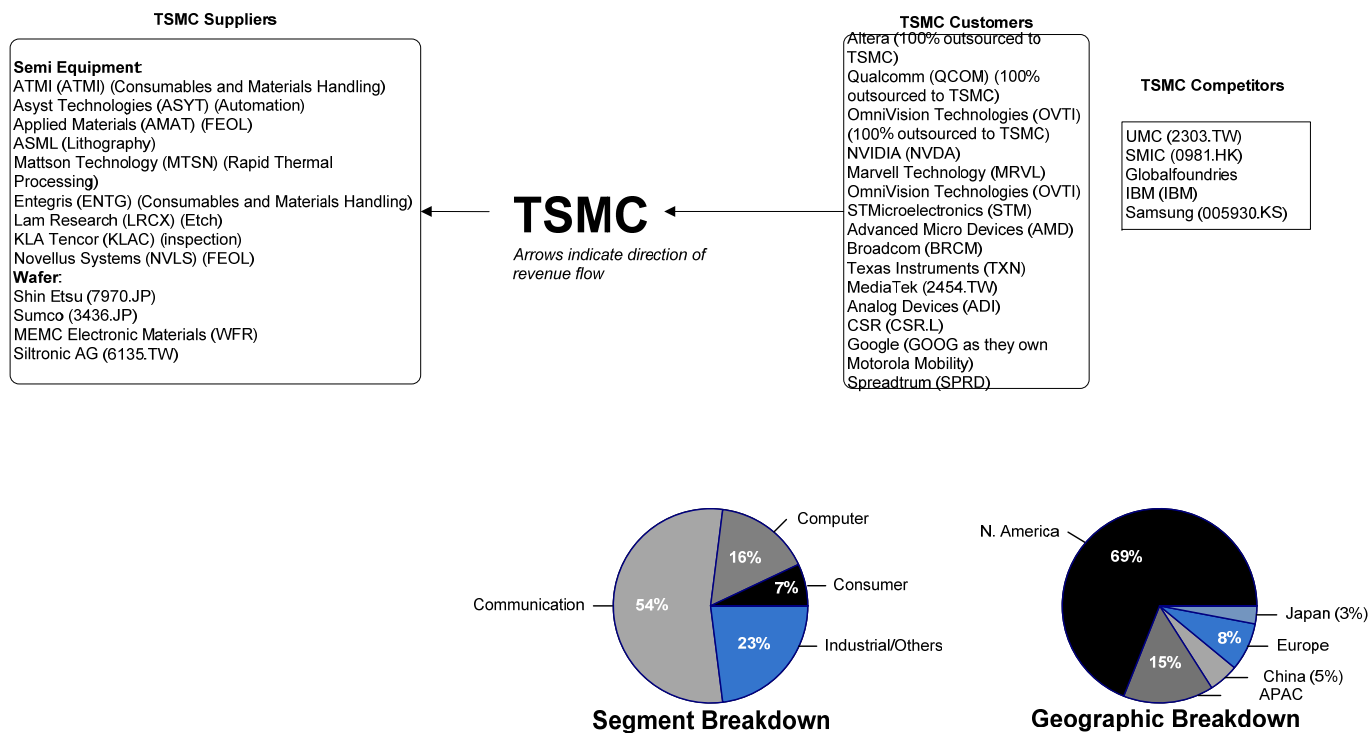 TSMC Suppliers
Semi Equipment:
ATMI (ATMI) (Consumables and Materials Handling)
Asyst Technologies (ASYT) (Automation)
Applied Materials (AMAT) (FEOL)
ASML (Lithography)
Mattson Technology (MTSN) (Rapid Thermal
Processing)
Entegris (ENTG) (Consumables and Materials Handling)
Lam Research (LRCX) (Etch)
KLA Tencor (KLAC) (inspection)
Novellus Systems (NVLS) (FEOL)
Wafer:
Shin Etsu (7970.JP)
Sumco (3436.JP)
MEMC Electronic Materials (WFR)
Siltronic AG (6135.TW)
TSMC
Arrows indicate direction of
revenue flow
TSMC Customers
Altera (100% outsourced to
TSMC)
Qualcomm (QCOM) (100%
outsourced to TSMC)
OmniVision Technologies (OVTI)
(100% outsourced to TSMC)
NVIDIA (NVDA)
Marvell Technology (MRVL)
OmniVision Technologies (OVTI)
STMicroelectronics (STM)
Advanced Micro Devices (AMD)
Broadcom (BRCM)
Texas Instruments (TXN)
MediaTek (2454.TW)
Analog Devices (ADI)
CSR (CSR.L)
Google (GOOG as they own
Motorola Mobility)
Spreadtrum (SPRD)
TSMC Competitors
UMC (2303.TW)
SMIC (0981.HK)
Globalfoundries
IBM (IBM)
Samsung (005930.KS)
Computer
16%
Consumer
7%
Communication
54%
Industrial/Others
23%
Segment Breakdown
N. America
69%
Japan (3%)
Europe
8%
China (5%)
APAC
15%
Geographic Breakdown